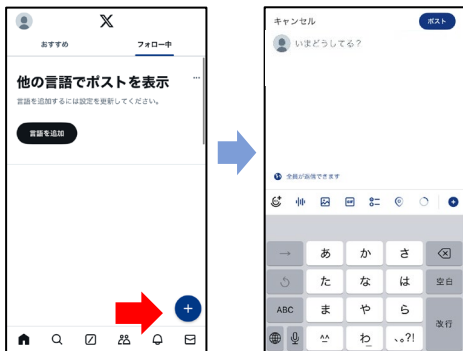 おすすめ
フォロー中
他の言語でポストを表示
言語を追加するには設定を更新してください。
言語を追加
キャンセル
ポスト
いまどうしてる？
全員が返信できます
GIF
→
あ
か
さ
た
な
は
空白
ABC
ま
や
ら
改行
^^
わ
、。?!